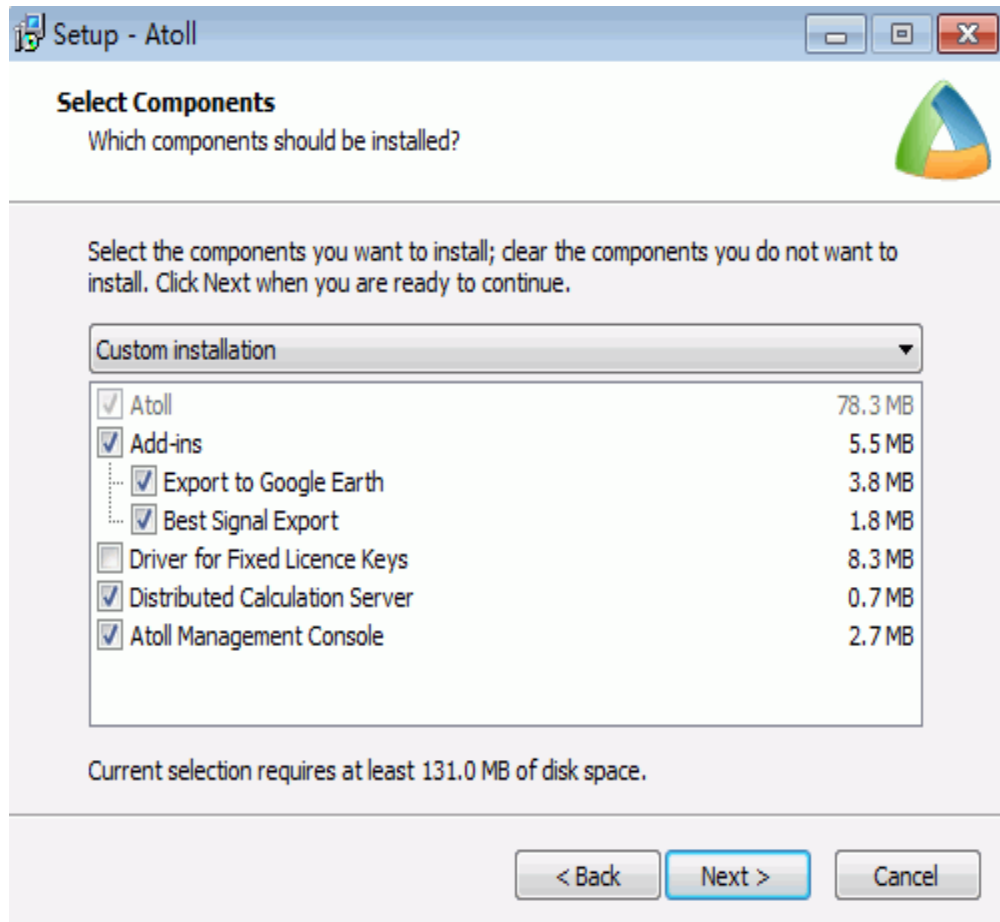 Setup - Atoll
Select Components
Which components should be installed?
Select the components you want to install; clear the components you do not want to
install. Click Next when you are ready to continue.
Custom installation
Atoll 78.3 MB
Add-ins 5.5 MB
Export to Google Earth 3.8 MB
Best Signal Export 1.8 MB
Driver for Fixed Licence Keys 8.3 MB
Distributed Calculation Server 0.7 MB
Atoll Management Console 2.7 MB
Current selection requires at least 131.0 MB of disk space.
< Back Next > Cancel